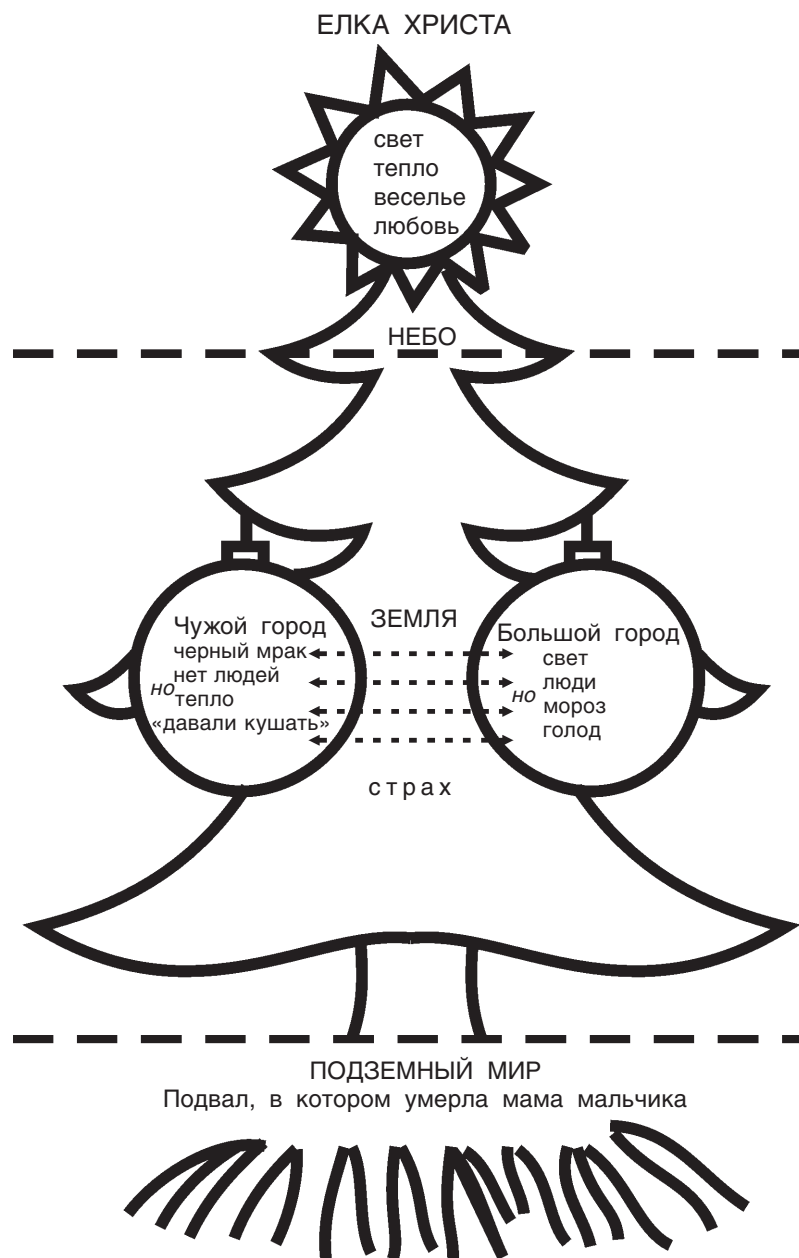 ЕЛКА ХРИСТА
свет
тепло
веселье
любовь
НЕБО
ЗЕМЛЯ
Чужой город
черный мрак
нет людей
но
тепло
«давали кушать»
Большой город
свет
люди
но
мороз
голод
страх
ПОДЗЕМНЫЙ МИР
Подвал, в котором умерла мама мальчика